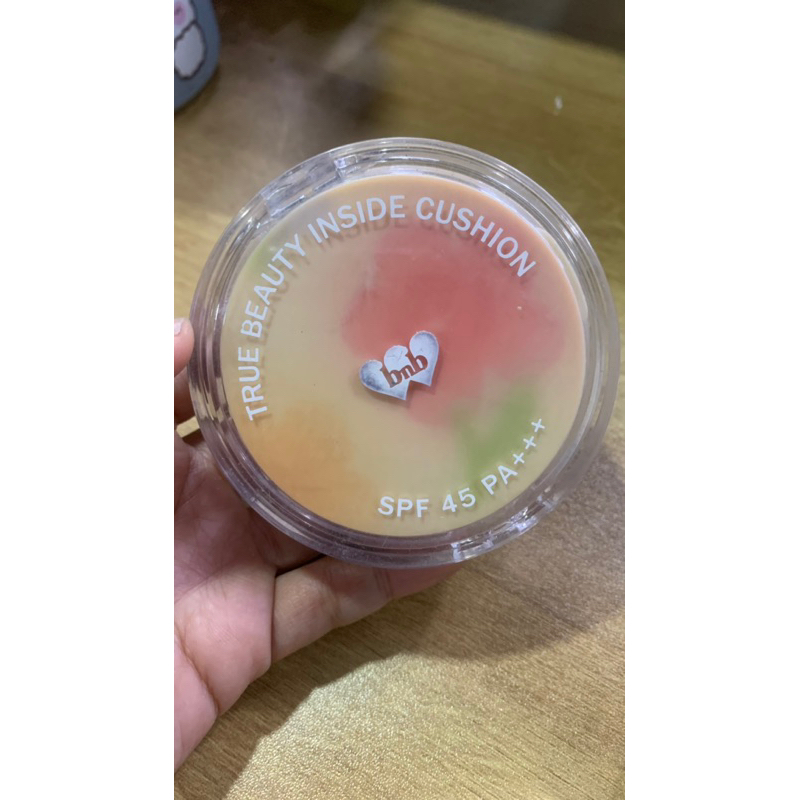 TRUE BEAUTY INSIDE CUSHION
bnb
SPF 45 PA+++